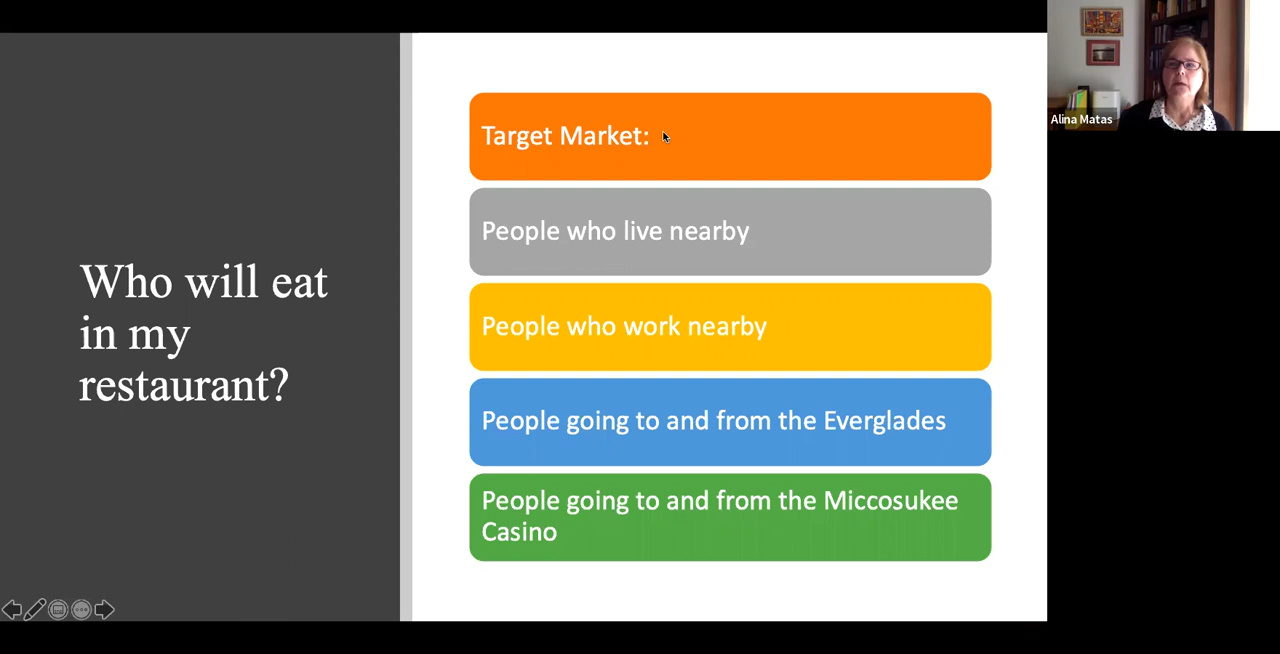 Who will eat
in my
restaurant?
Target Market:
People who live nearby
People who work nearby
People going to and from the Everglades
People going to and from the Miccosukee
Casino
Alina Matas